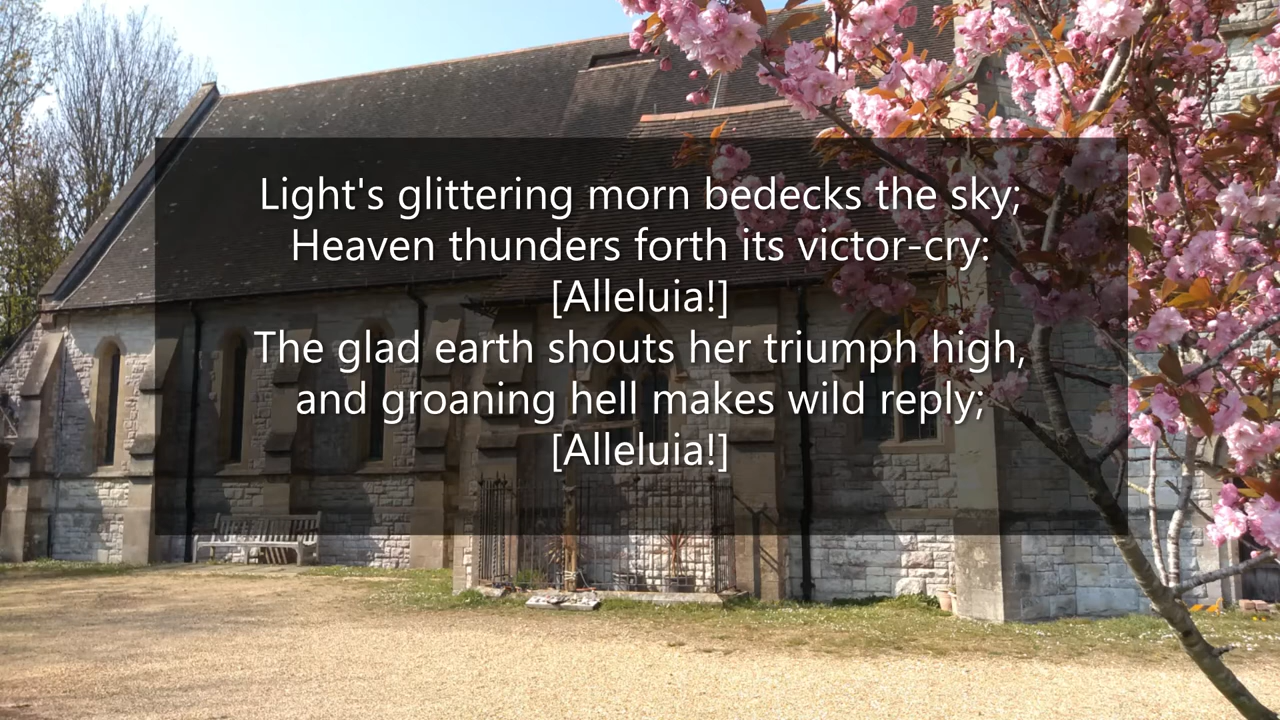 Light's glittering morn bedecks the sky;
Heaven thunders forth its victor-cry:
[Alleluia!]
The glad earth shouts her triumph high,
and groaning hell makes wild reply;
[Alleluia!]